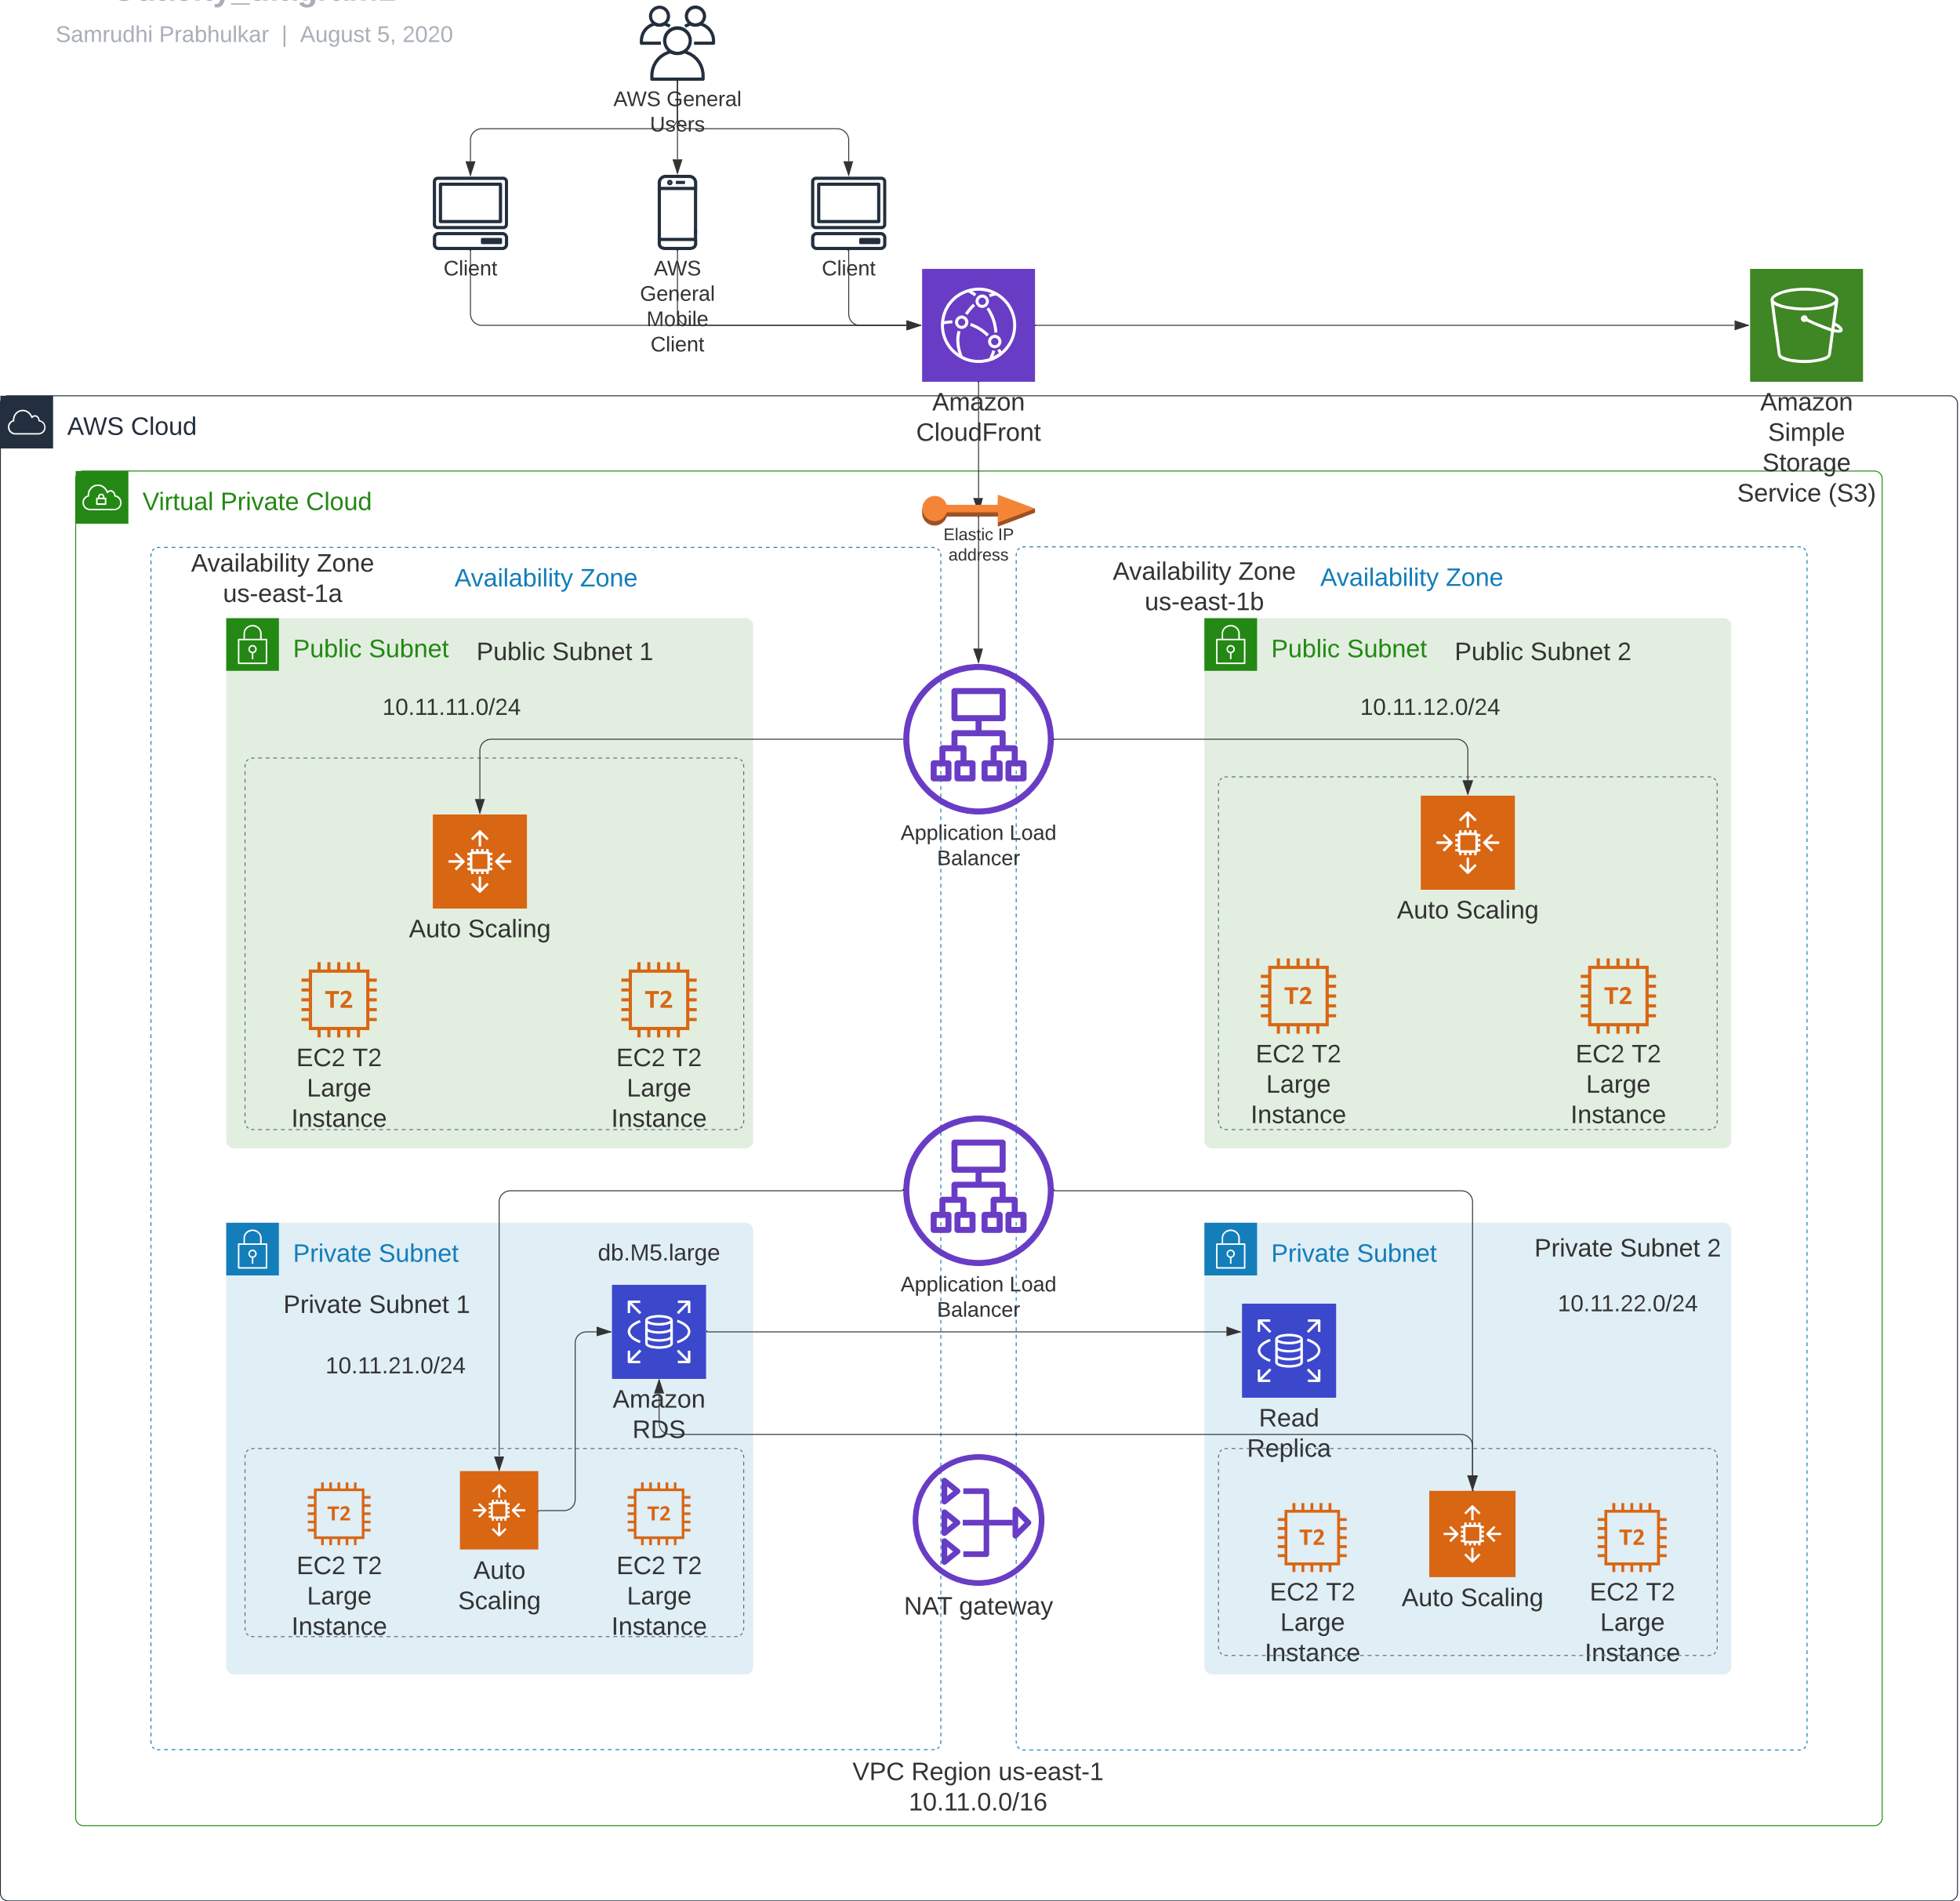 Samrudhi Prabhulkar | August 5, 2020
AWS General
Users
Client
AWS
General
Mobile
Client
Client
Amazon
CloudFront
Amazon
Simple
Storage
Service (S3)
AWS Cloud
Virtual Private Cloud
Elastic IP
address
Availability Zone
us-east-1a
Availability Zone
Availability Zone
us-east-1b
Availability Zone
Public Subnet
Public Subnet 1
10.11.11.0/24
Public Subnet
Public Subnet 2
10.11.12.0/24
Application Load
Balancer
Auto Scaling
Auto Scaling
T2
EC2 T2
Large
Instance
T2
EC2 T2
Large
Instance
T2
EC2 T2
Large
Instance
T2
EC2 T2
Large
Instance
Application Load
Balancer
Private Subnet
db.M5.large
Private Subnet 1
10.11.21.0/24
Amazon
RDS
Private Subnet
Private Subnet 2
10.11.22.0/24
Read
Replica
T2
EC2 T2
Large
Instance
Auto
Scaling
T2
EC2 T2
Large
Instance
NAT gateway
T2
EC2 T2
Large
Instance
Auto Scaling
T2
EC2 T2
Large
Instance
VPC Region us-east-1
10.11.0.0/16